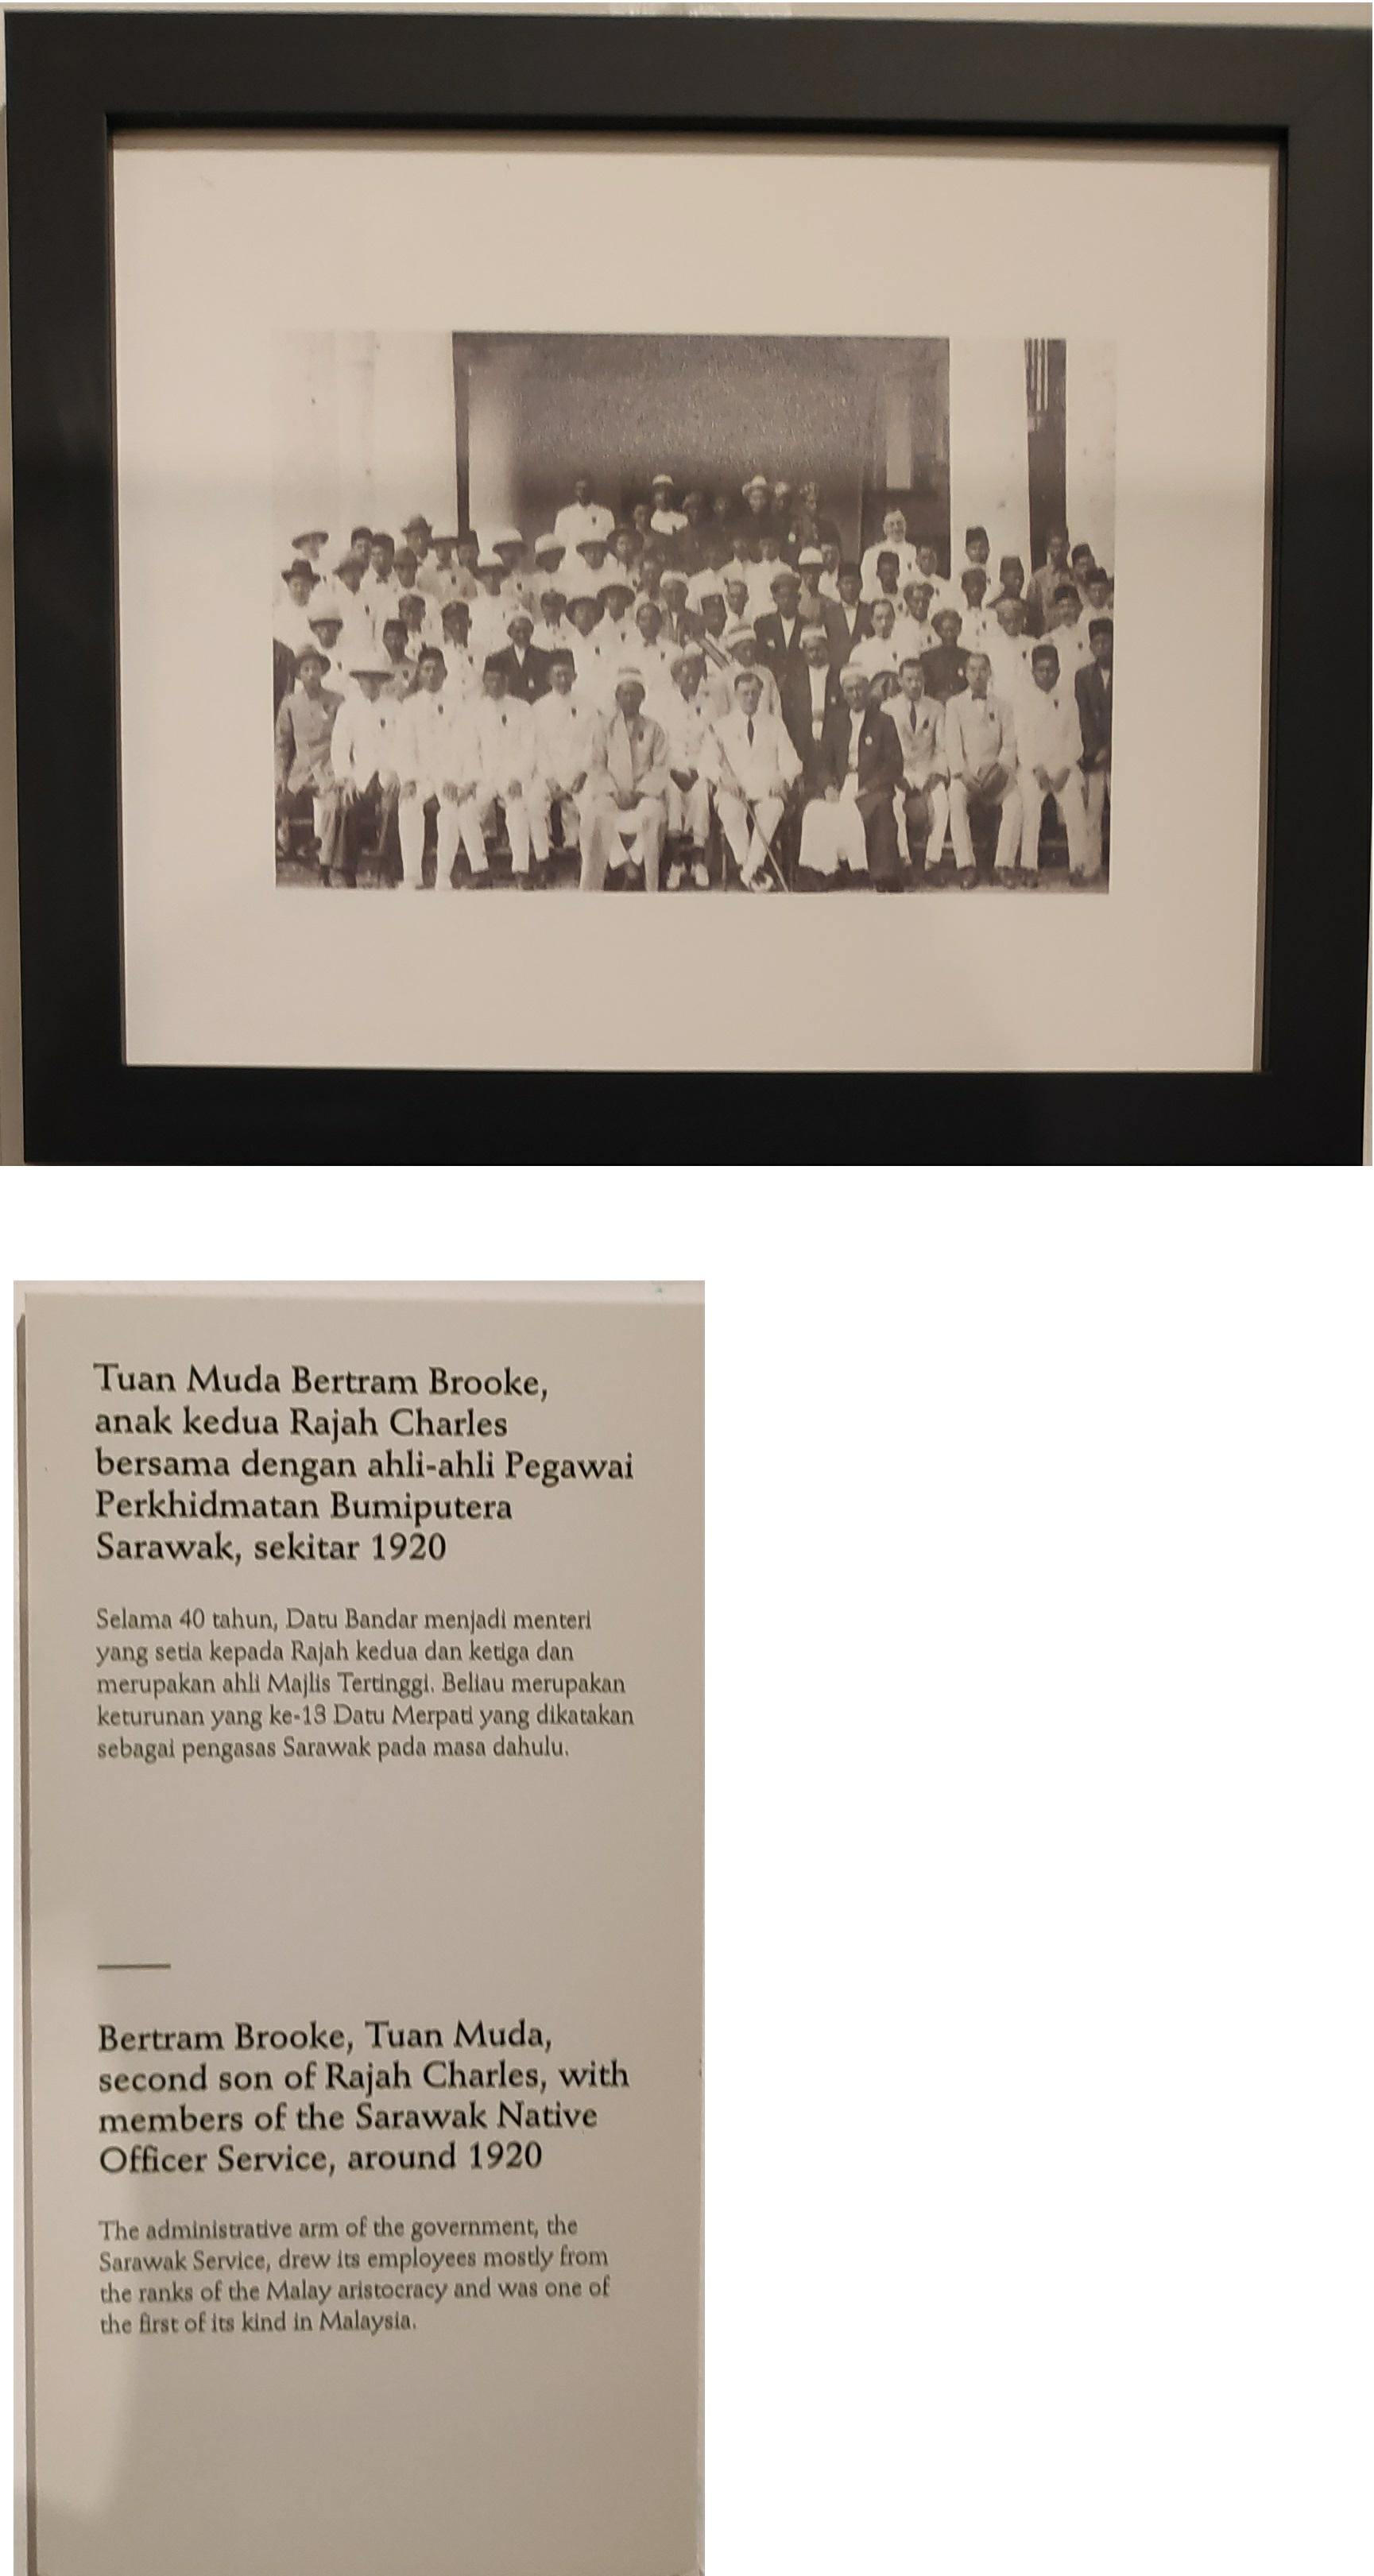 Tuan Muda Bertram Brooke,
anak kedua Rajah Charles
bersama dengan ahli-ahli Pegawai
Perkhidmatan Bumiputera
Sarawak, sekitar 1920
Selama 40 tahun, Datu Bandar menjadi menteri
yang setia kepada Rajah kedua dan ketiga dan
merupakan ahli Majlis Tertinggi. Beliau merupakan
keturunan yang ke-13 Datu Merpati yang dikatakan
sebagai pengasas Sarawak pada masa dahulu.
Bertram Brooke, Tuan Muda,
second son of Rajah Charles, with
members of the Sarawak Native
Officer Service, around 1920
The administrative arm of the government, the
Sarawak Service, drew its employees mostly from
the ranks of the Malay aristocracy and was one of
the first of its kind in Malaysia.